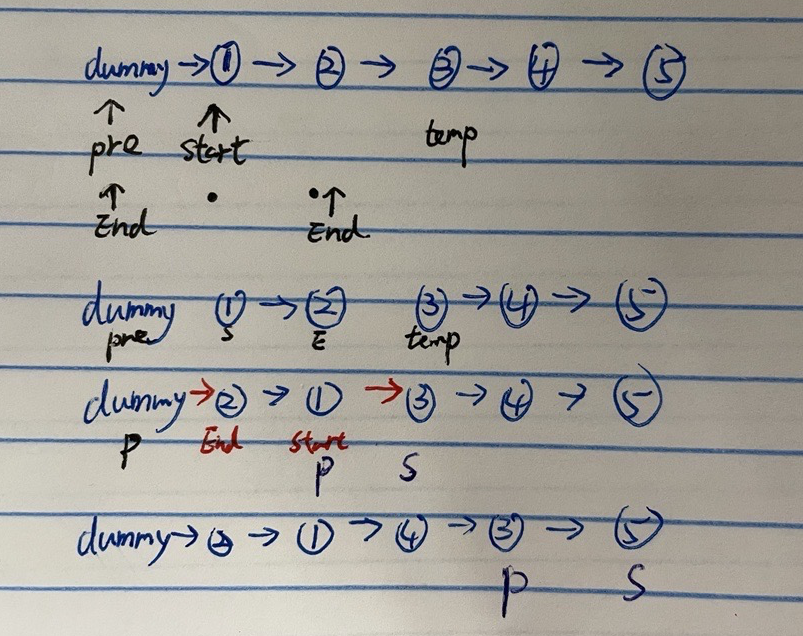 dummy → ① → ② → ③ → ④ → ⑤
↑ ↑
pre start temp
↑ • • ↑
End End
dummy ① → ② ③ → ④ → ⑤
pre S E temp
dummy → ② → ① → ③ → ④ → ⑤
P End start
P S
dummy → ② → ① → ④ → ③ → ⑤
P S